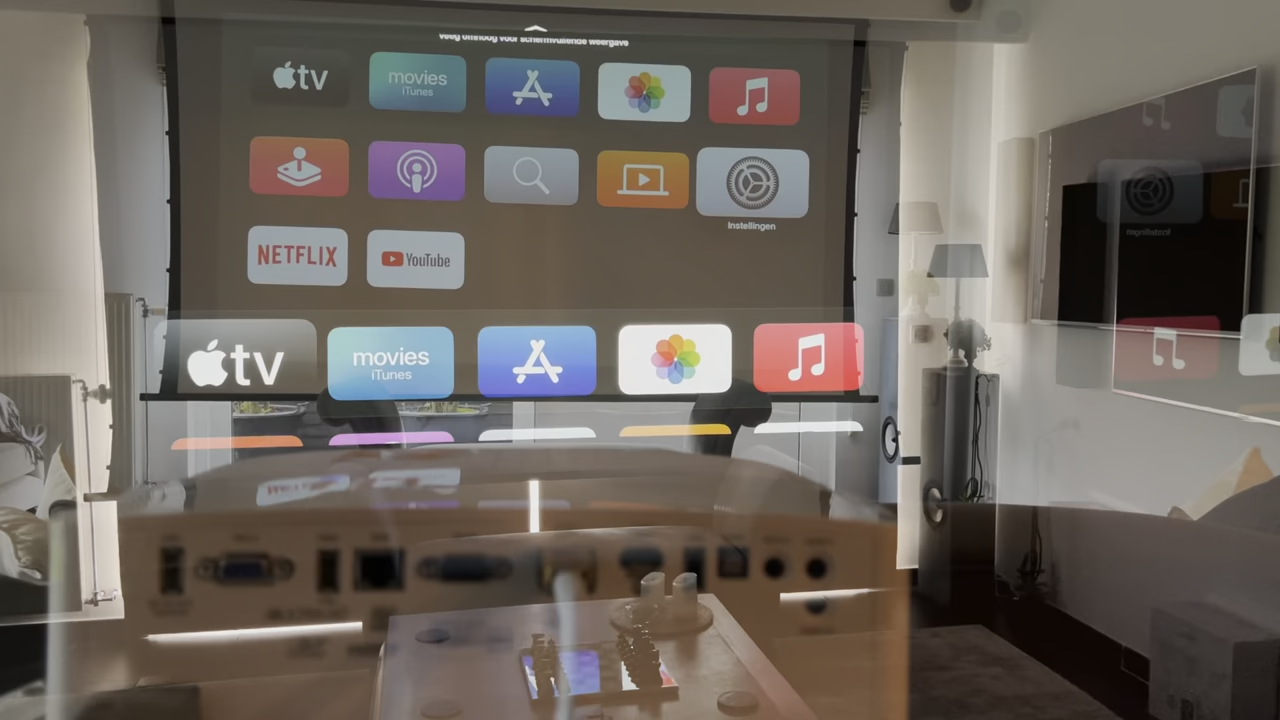 Veeg omhoog voor schermvullende weergave
tv
movies
iTunes
Instellingen
NETFLIX
YouTube
tv
movies
iTunes